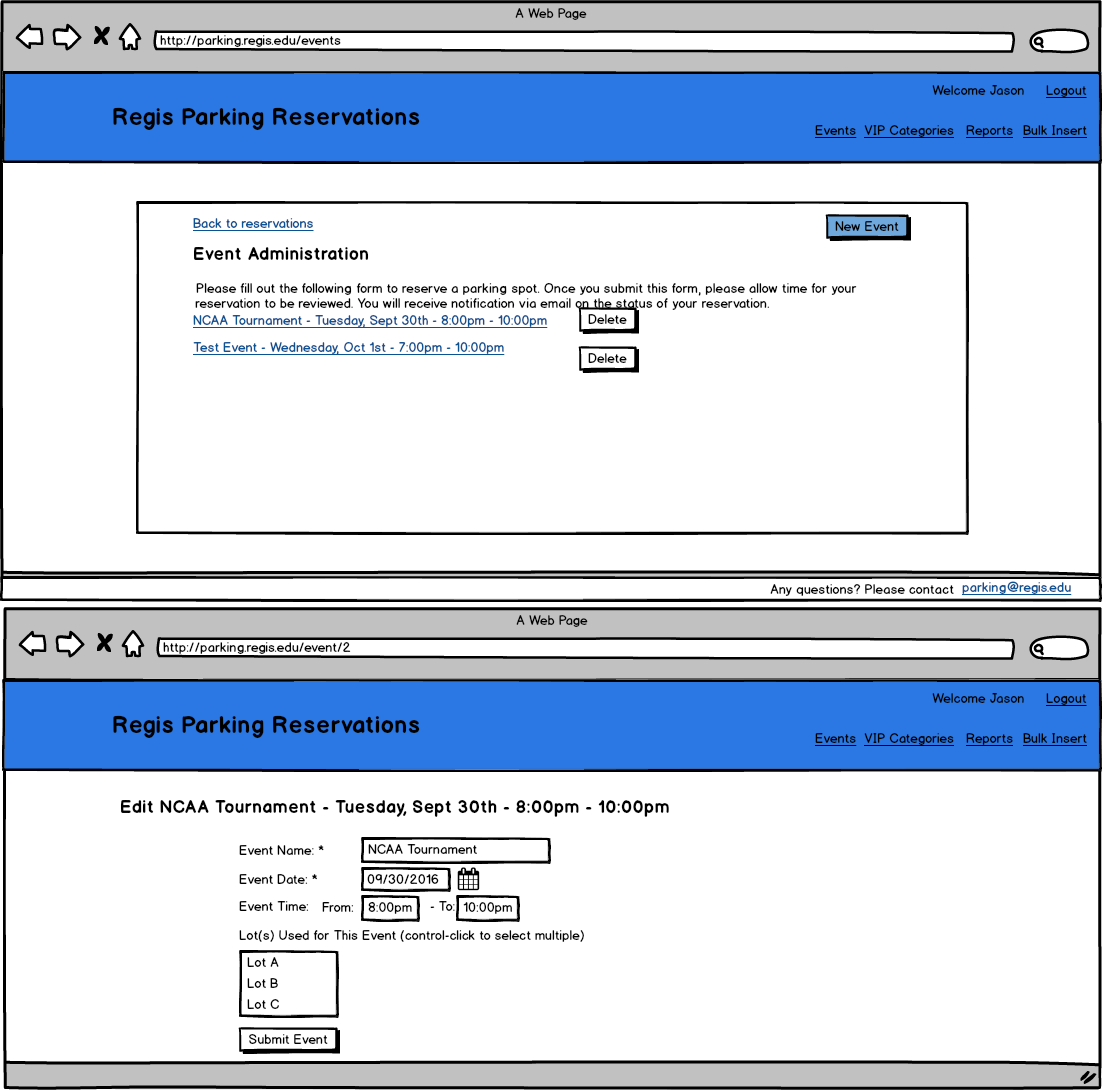 A Web Page
http://parking.regis.edu/events
Welcome Jason Logout
Regis Parking Reservations
Events VIP Categories Reports Bulk Insert
Back to reservations
New Event
Event Administration
Please fill out the following form to reserve a parking spot. Once you submit this form, please allow time for your
reservation to be reviewed. You will receive notification via email on the status of your reservation.
NCAA Tournament - Tuesday, Sept 30th - 8:00pm - 10:00pm Delete
Test Event - Wednesday, Oct 1st - 7:00pm - 10:00pm Delete
Any questions? Please contact parking@regis.edu
A Web Page
http://parking.regis.edu/event/2
Welcome Jason Logout
Regis Parking Reservations
Events VIP Categories Reports Bulk Insert
Edit NCAA Tournament - Tuesday, Sept 30th - 8:00pm - 10:00pm
Event Name: * NCAA Tournament
Event Date: * 09/30/2016
Event Time: From: 8:00pm - To: 10:00pm
Lot(s) Used for This Event (control-click to select multiple)
Lot A
Lot B
Lot C
Submit Event